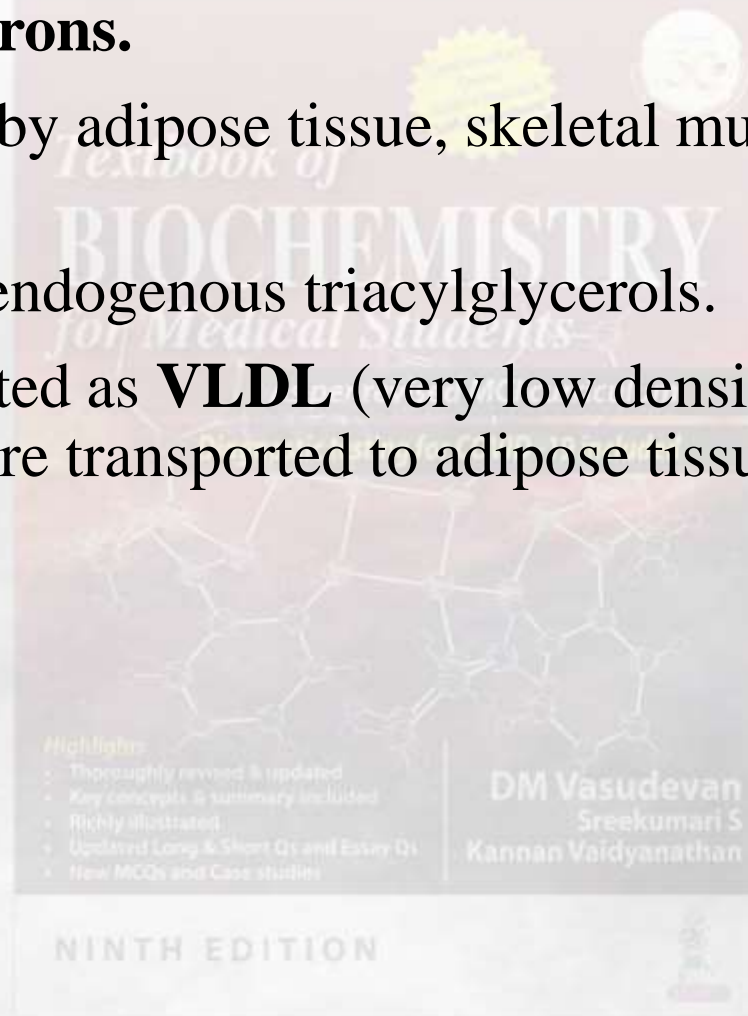 rons.
by adipose tissue, skeletal mu
Textbook of
BIOCHEMISTRY
endogenous triacylglycerols.
for Medical Students
ted as VLDL (very low densi
re transported to adipose tissu
Highlights
• Thoroughly revised & updated
• Key concepts & summary included
• Richly illustrated
• Updated Long & Short Qs and Essay Qs
• New MCQs and Case studies
DM Vasudevan
Sreekumari S
Kannan Vaidyanathan
NINTH EDITION